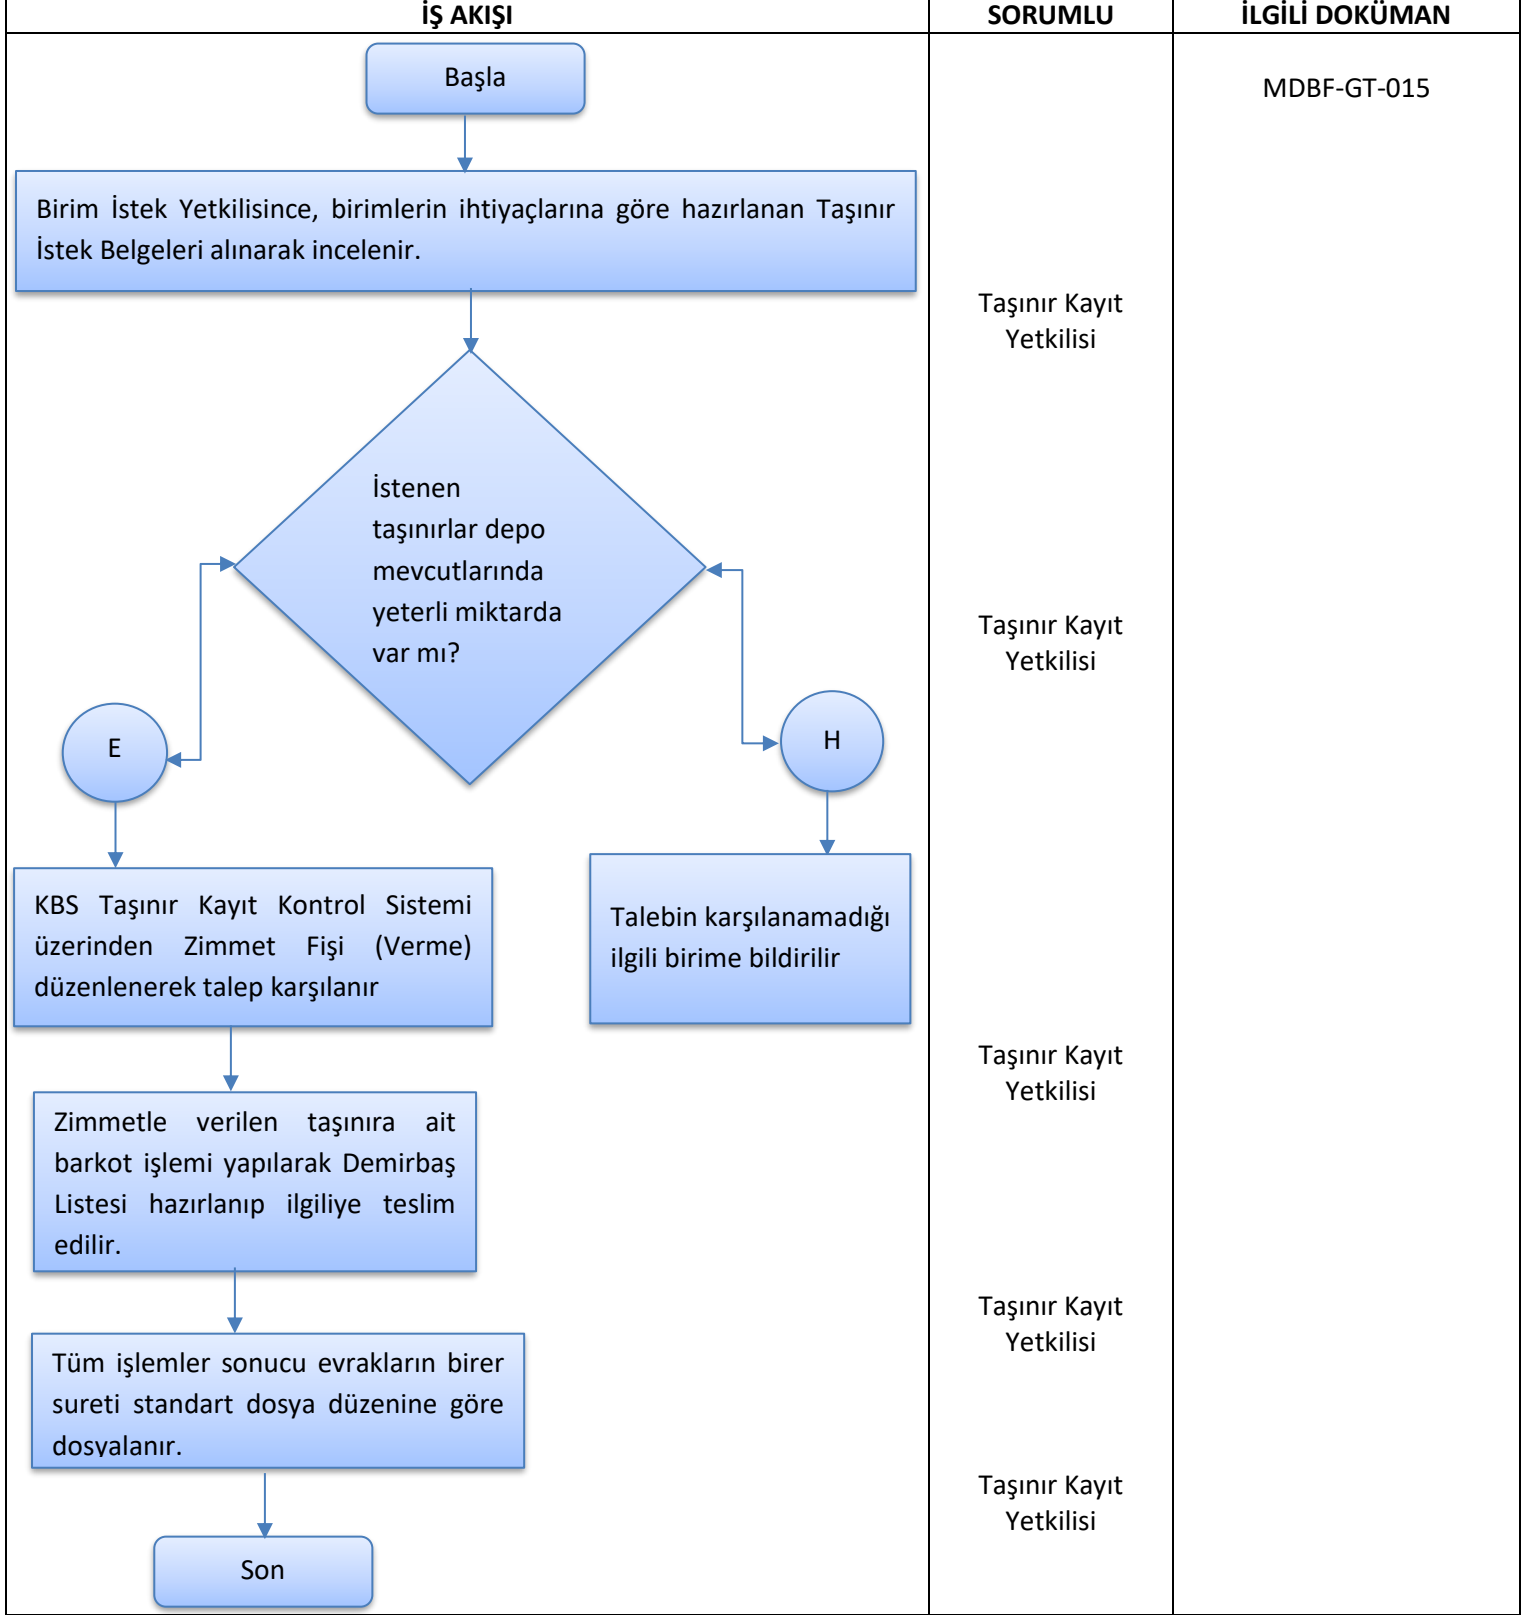 İŞ AKIŞI
SORUMLU
İLGİLİ DOKÜMAN
Başla
MDBF-GT-015
Birim İstek Yetkilisince, birimlerin ihtiyaçlarına göre hazırlanan Taşınır
İstek Belgeleri alınarak incelenir.
Taşınır Kayıt
Yetkilisi
İstenen
taşınırlar depo
mevcutlarında
yeterli miktarda
var mı?
Taşınır Kayıt
Yetkilisi
E
H
KBS Taşınır Kayıt Kontrol Sistemi
üzerinden Zimmet Fişi (Verme)
düzenlenerek talep karşılanır
Talebin karşılanamadığı
ilgili birime bildirilir
Taşınır Kayıt
Yetkilisi
Zimmetle verilen taşınıra ait
barkot işlemi yapılarak Demirbaş
Listesi hazırlanıp ilgiliye teslim
edilir.
Taşınır Kayıt
Yetkilisi
Tüm işlemler sonucu evrakların birer
sureti standart dosya düzenine göre
dosyalanır.
Taşınır Kayıt
Yetkilisi
Son